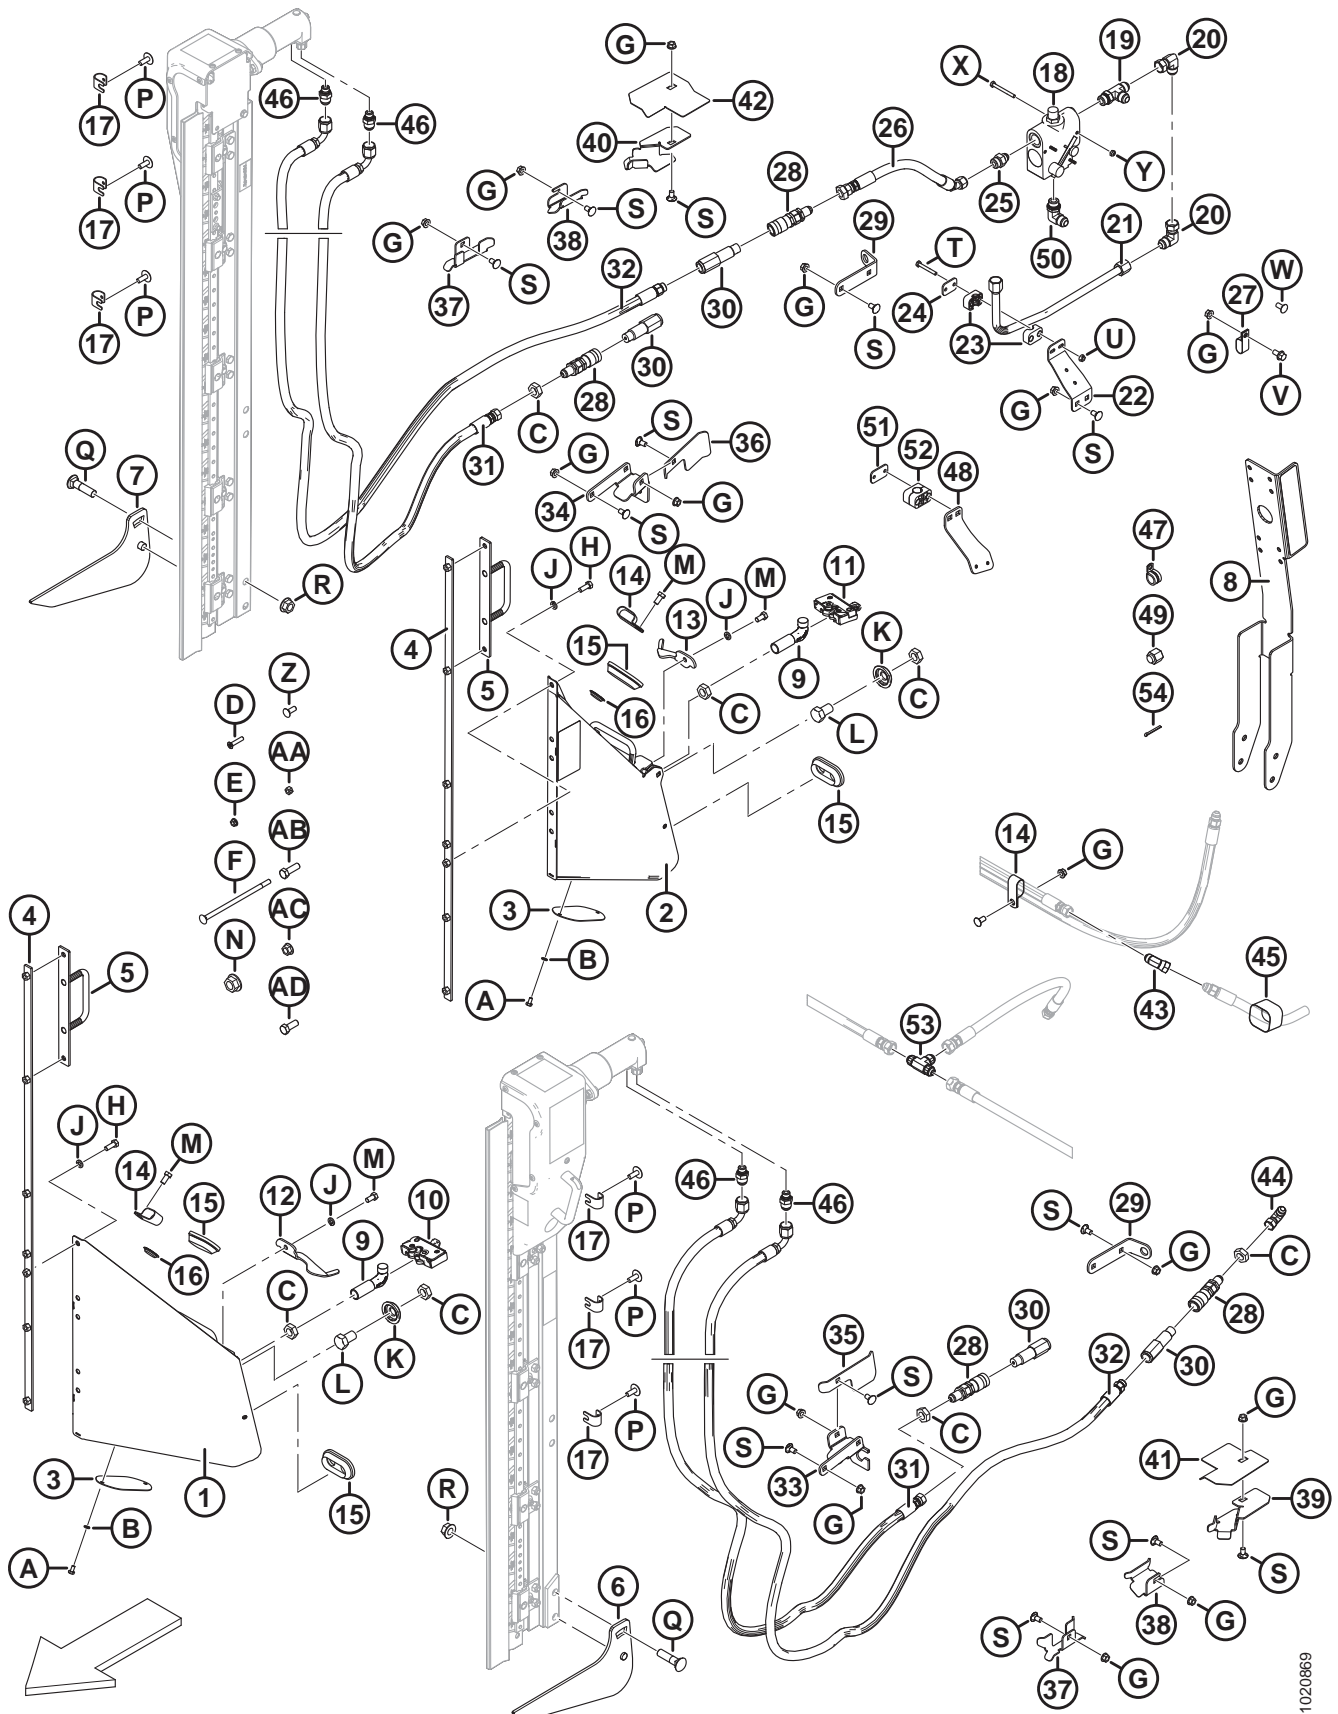 G
19
20
X
18
P
17
46
46
42
40
26
28
Y
P
17
G
S
S
38
25
29
50
21
20
G
T
P
17
37
S
32
30
G
24
23
W
27
S
U
G
V
30
28
C
31
22
G
S
Q
7
S
36
G
51
52
48
34
G
S
R
H
J
14
M
11
J
M
13
47
8
4
5
15
9
K
C
49
16
C
L
54
Z
D
AA
E
AB
F
15
14
G
AC
4
3
2
N
5
B
AD
A
43
45
53
H
J
M
14
15
12
J
M
10
9
46
46
P
17
S
29
44
G
C
16
C
K
C
L
P
17
35
28
30
28
30
32
G
S
G
C
P
17
S
33
31
41
39
3
1
15
R
G
B
S
A
S
6
38
G
Q
S
37
G
1020869